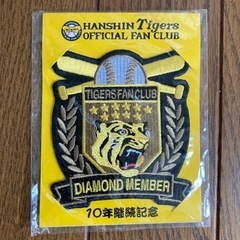 HANSHIN Tigers
OFFICIAL FAN CLUB
TIGERS FAN CLUB
DIAMOND MEMBER
10年継続記念